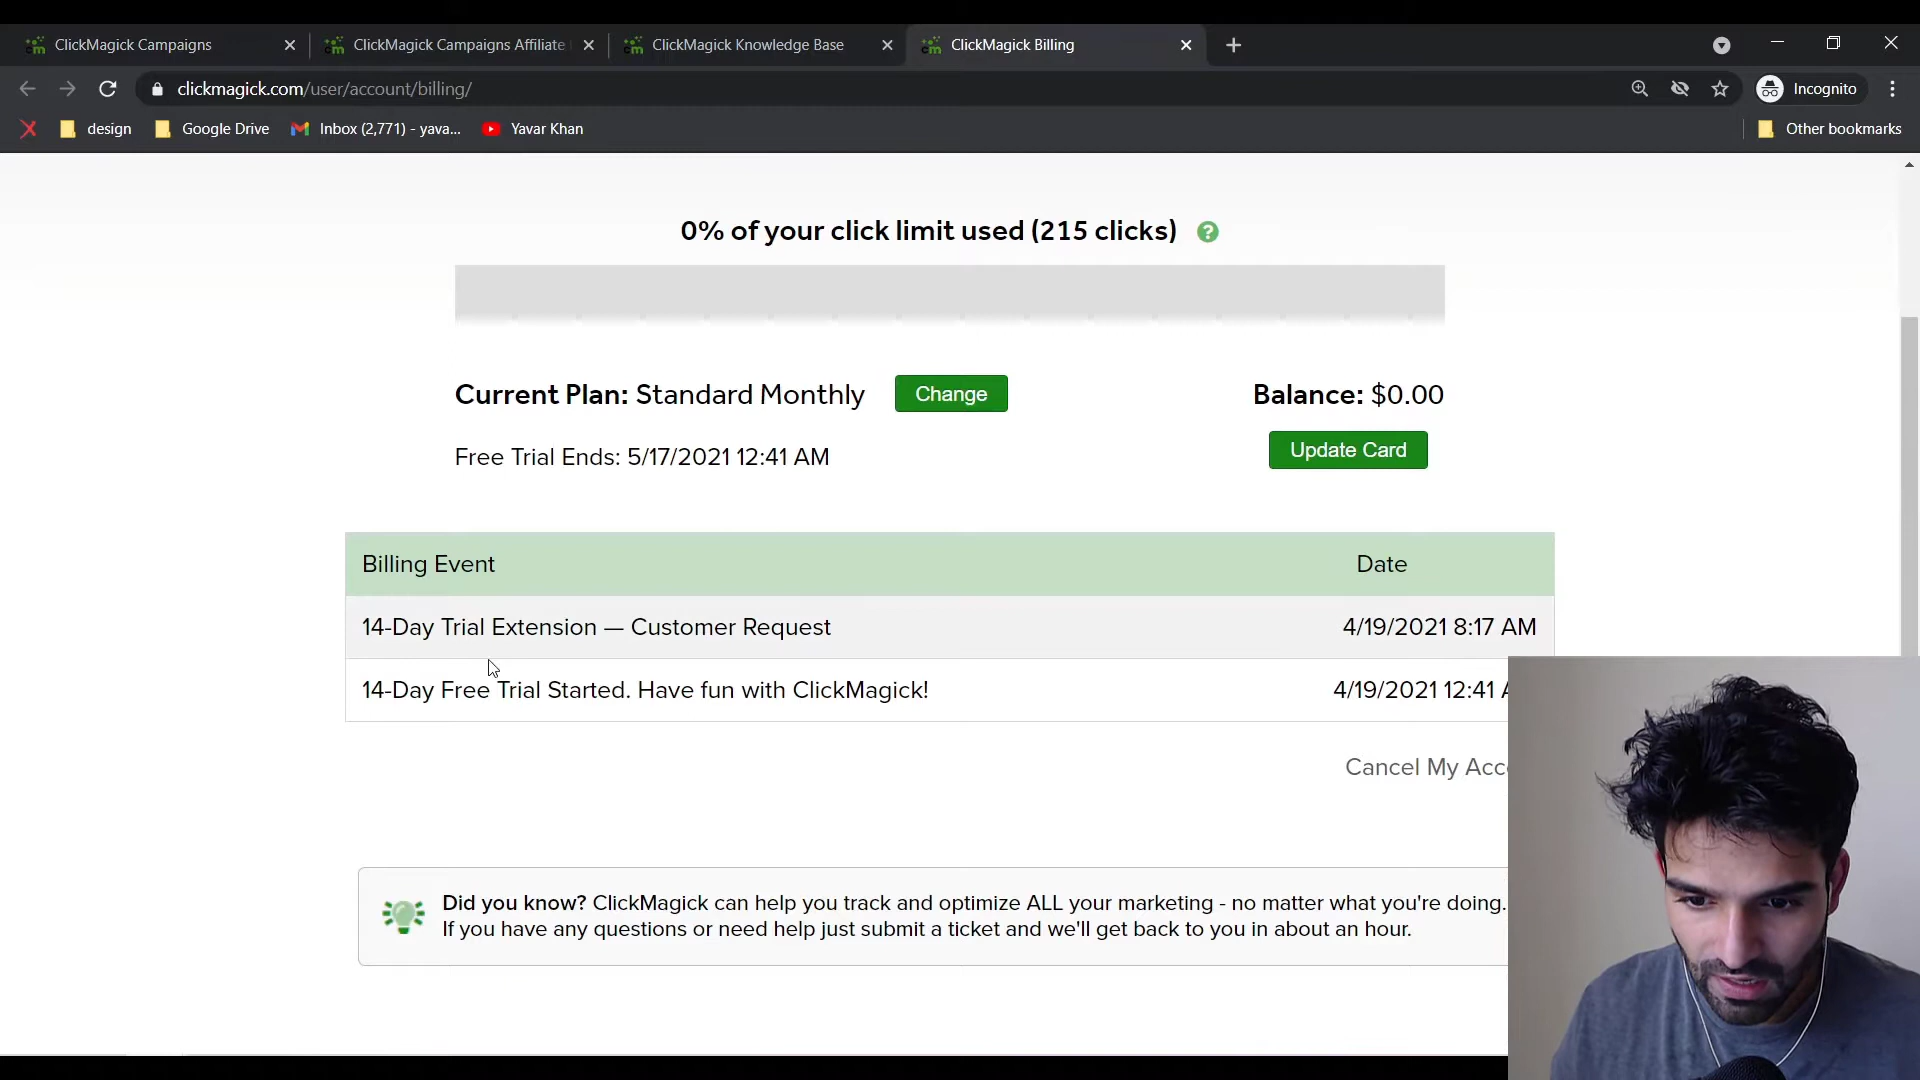 ClickMagick Campaigns
ClickMagick Campaigns Affiliate
ClickMagick Knowledge Base
ClickMagick Billing
clickmagick.com/user/account/billing/
Incognito
design
Google Drive
Inbox (2,771) - yava...
Yavar Khan
Other bookmarks
0% of your click limit used (215 clicks) ?
Current Plan: Standard Monthly
Change
Balance: $0.00
Free Trial Ends: 5/17/2021 12:41 AM
Update Card
Billing Event Date
14-Day Trial Extension — Customer Request 4/19/2021 8:17 AM
14-Day Free Trial Started. Have fun with ClickMagick! 4/19/2021 12:41
Cancel My
Did you know? ClickMagick can help you track and optimize ALL your marketing - no matter what you're doing.
If you have any questions or need help just submit a ticket and we'll get back to you in about an hour.